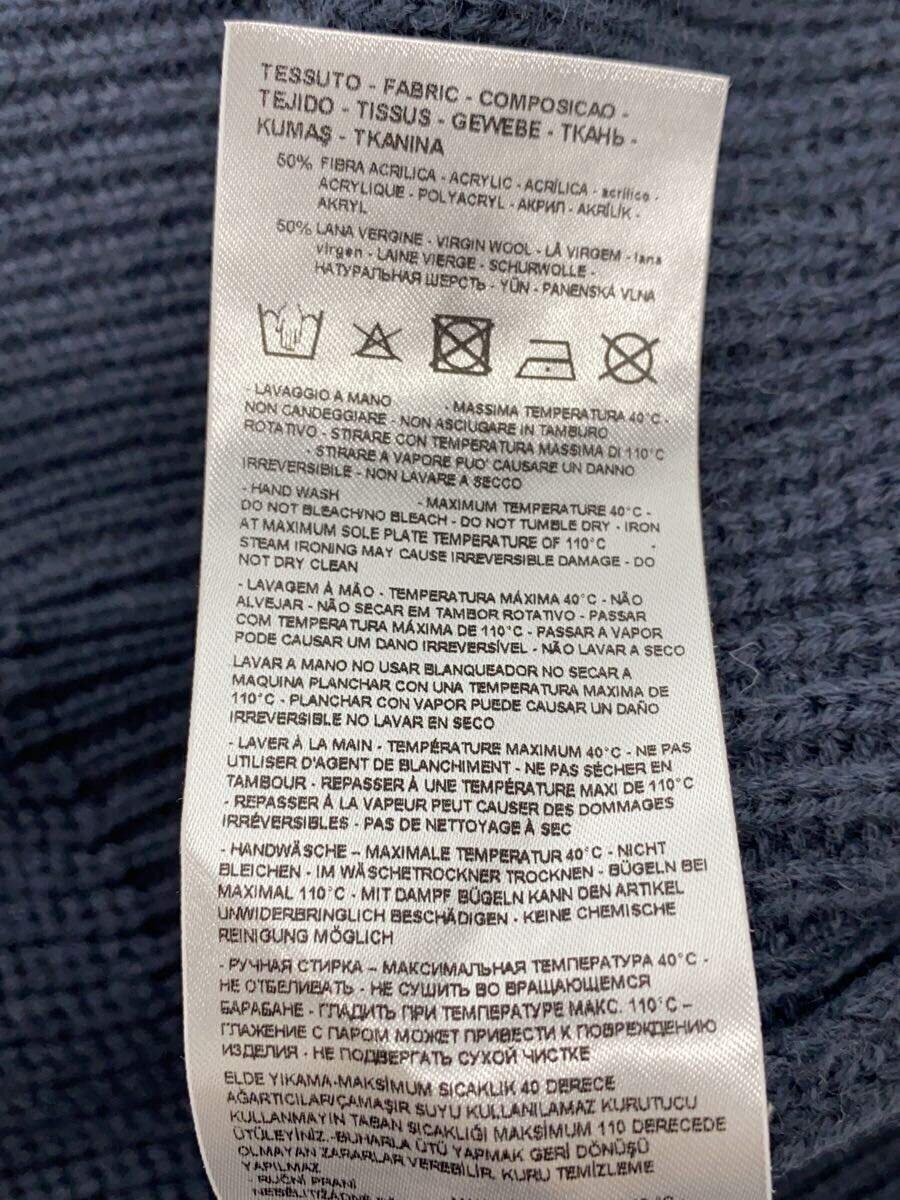 TESSUTO - FABRIC - COMPOSICAO -
TEJIDO - TISSUS - GEWEBE - ТКАНЬ -
KUMAŞ - TKANINA
50% FIBRA ACRILICA - ACRYLIC - ACRÍLICA - acrílico -
ACRYLIQUE - POLYACRYL - АКРИЛ - AKRİLİK -
AKRYL
50% LANA VERGINE - VIRGIN WOOL - LÃ VIRGEM - lana
virgen - LAINE VIERGE - SCHURWOLLE -
НАТУРАЛЬНАЯ ШЕРСТЬ - YÜN - PANENSKÁ VLNA
- LAVAGGIO A MANO - MASSIMA TEMPERATURA 40°C -
NON CANDEGGIARE - NON ASCIUGARE IN TAMBURO
ROTATIVO - STIRARE CON TEMPERATURA MASSIMA DI 110°C
- STIRARE A VAPORE PUO' CAUSARE UN DANNO
IRREVERSIBILE - NON LAVARE A SECCO
- HAND WASH - MAXIMUM TEMPERATURE 40°C -
DO NOT BLEACH/NO BLEACH - DO NOT TUMBLE DRY - IRON
AT MAXIMUM SOLE PLATE TEMPERATURE OF 110°C -
STEAM IRONING MAY CAUSE IRREVERSIBLE DAMAGE - DO
NOT DRY CLEAN
- LAVAGEM À MÃO - TEMPERATURA MÁXIMA 40°C - NÃO
ALVEJAR - NÃO SECAR EM TAMBOR ROTATIVO - PASSAR
COM TEMPERATURA MÁXIMA DE 110°C - PASSAR A VAPOR
PODE CAUSAR UM DANO IRREVERSÍVEL - NÃO LAVAR A SECO
LAVAR A MANO NO USAR BLANQUEADOR NO SECAR A
MAQUINA PLANCHAR CON UNA TEMPERATURA MAXIMA DE
110°C - PLANCHAR CON VAPOR PUEDE CAUSAR UN DAÑO
IRREVERSIBLE NO LAVAR EN SECO
- LAVER À LA MAIN - TEMPÉRATURE MAXIMUM 40°C - NE PAS
UTILISER D'AGENT DE BLANCHIMENT - NE PAS SÉCHER EN
TAMBOUR - REPASSER À UNE TEMPÉRATURE MAXI DE 110°C
- REPASSER À LA VAPEUR PEUT CAUSER DES DOMMAGES
IRRÉVERSIBLES - PAS DE NETTOYAGE À SEC
- HANDWÄSCHE – MAXIMALE TEMPERATUR 40°C - NICHT
BLEICHEN - IM WÄSCHETROCKNER TROCKNEN - BÜGELN BEI
MAXIMAL 110°C - MIT DAMPF BÜGELN KANN DEN ARTIKEL
UNWIDERBRINGLICH BESCHÄDIGEN - KEINE CHEMISCHE
REINIGUNG MÖGLICH
- РУЧНАЯ СТИРКА – МАКСИМАЛЬНАЯ ТЕМПЕРАТУРА 40°C -
НЕ ОТБЕЛИВАТЬ - НЕ СУШИТЬ ВО ВРАЩАЮЩЕМСЯ
БАРАБАНЕ - ГЛАДИТЬ ПРИ ТЕМПЕРАТУРЕ МАКС. 110°C –
ГЛАЖЕНИЕ С ПАРОМ МОЖЕТ ПРИВЕСТИ К ПОВРЕЖДЕНИЮ
ИЗДЕЛИЯ - НЕ ПОДВЕРГАТЬ СУХОЙ ЧИСТКЕ
ELDE YIKAMA-MAKSİMUM SICAKLIK 40 DERECE
AĞARTICILAR/ÇAMAŞIR SUYU KULLANILAMAZ KURUTUCU
KULLANMAYIN TABAN SICAKLIĞI MAKSİMUM 110 DERECEDE
ÜTÜLEYİNİZ.-BUHARLA ÜTÜ YAPMAK GERİ DÖNÜŞÜ
OLMAYAN ZARARLAR VEREBİLİR. KURU TEMİZLEME
YAPILMAZ
- RUČNÍ PRANÍ